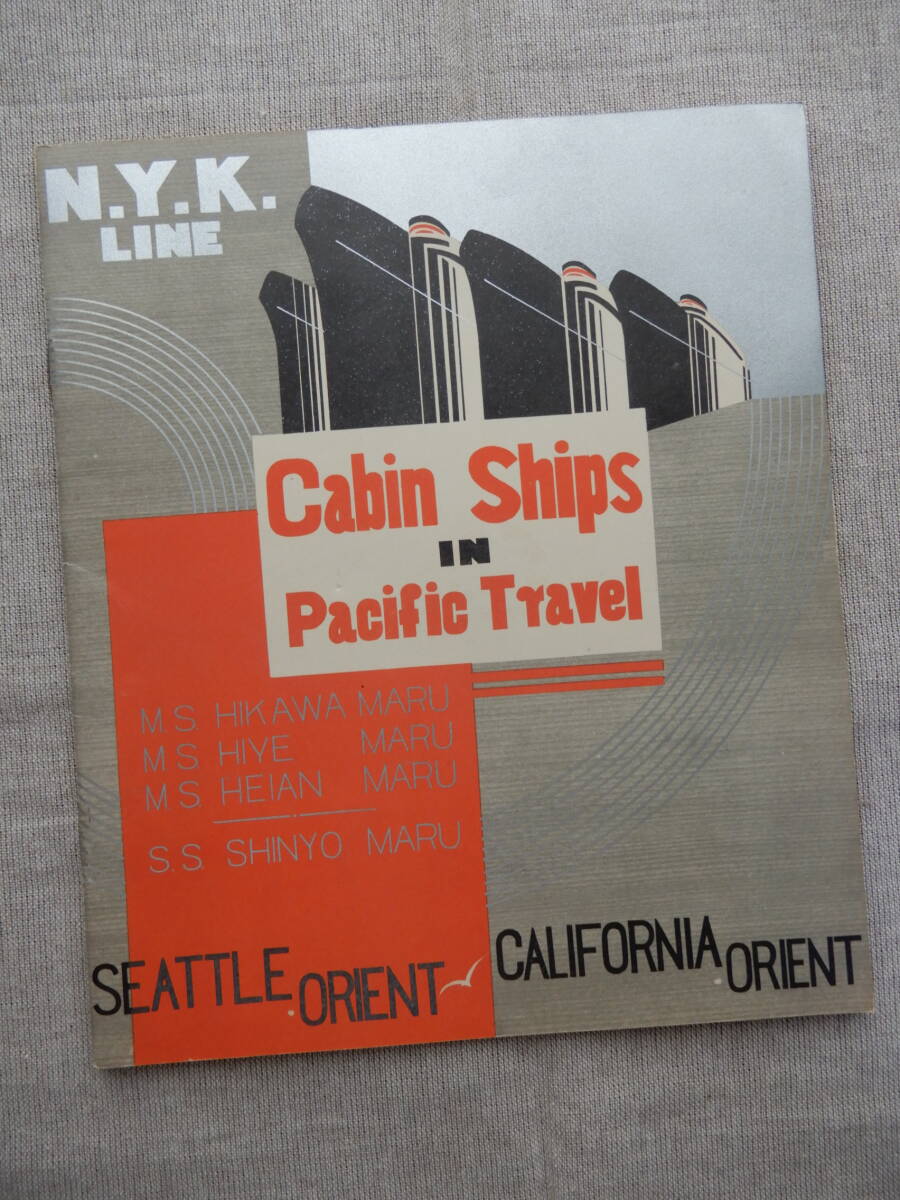 N.Y.K.
LINE
Cabin Ships
IN
Pacific Travel
M.S. HIKAWA MARU
M.S. HIYE MARU
M.S. HEIAN MARU
S.S. SHINYO MARU
SEATTLE.ORIENT
CALIFORNIA.ORIENT